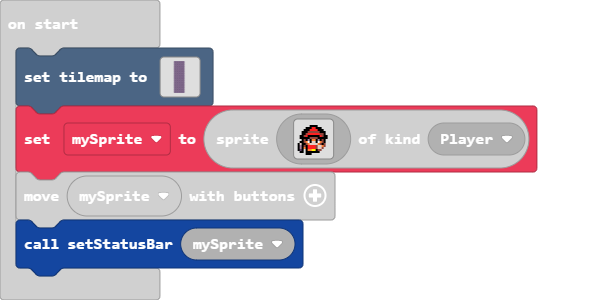 on start
set tilemap to
set mySprite to sprite of kind Player
move mySprite with buttons
call setStatusBar mySprite